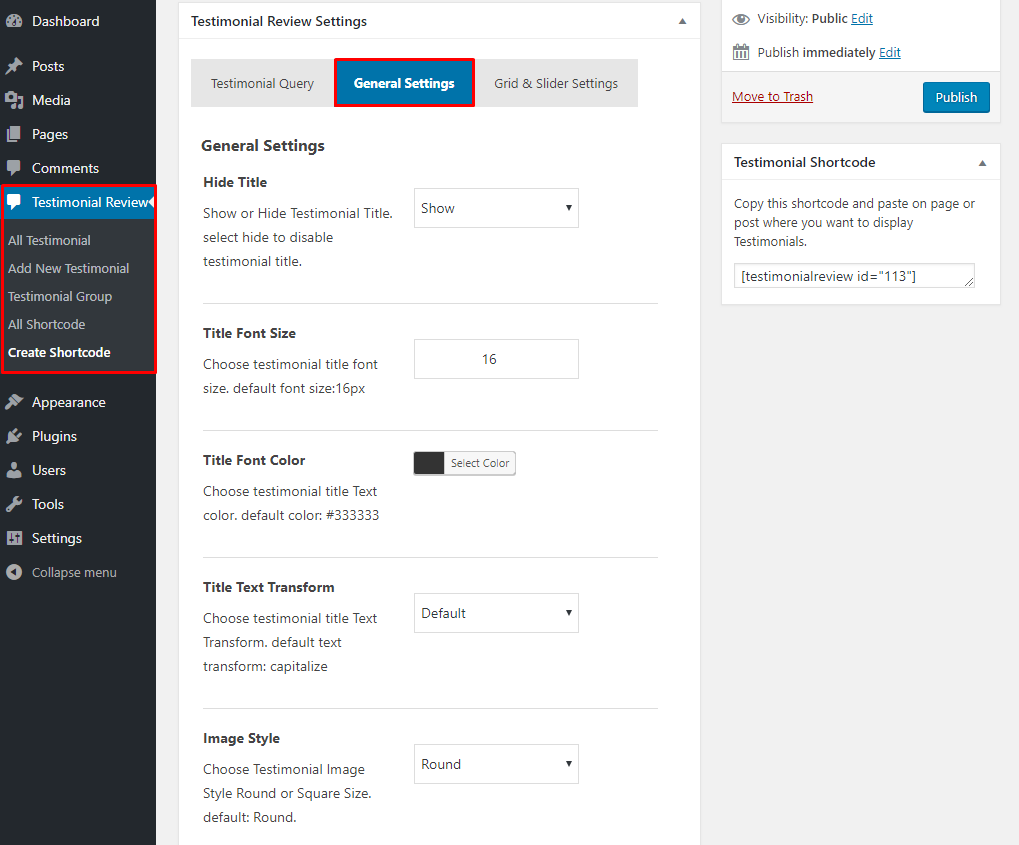 Dashboard
Posts
Media
Pages
Comments
Testimonial Review
All Testimonial
Add New Testimonial
Testimonial Group
All Shortcode
Create Shortcode
Appearance
Plugins
Users
Tools
Settings
Collapse menu
Testimonial Review Settings
Testimonial Query
General Settings
Grid & Slider Settings
General Settings
Hide Title
Show or Hide Testimonial Title.
select hide to disable
testimonial title.
Show
Title Font Size
Choose testimonial title font
size. default font size:16px
16
Title Font Color
Choose testimonial title Text
color. default color: #333333
Select Color
Title Text Transform
Choose testimonial title Text
Transform. default text
transform: capitalize
Default
Image Style
Choose Testimonial Image
Style Round or Square Size.
default: Round.
Round
Visibility: Public Edit
Publish immediately Edit
Move to Trash
Publish
Testimonial Shortcode
Copy this shortcode and paste on page or
post where you want to display
Testimonials.
[testimonialreview id="113"]